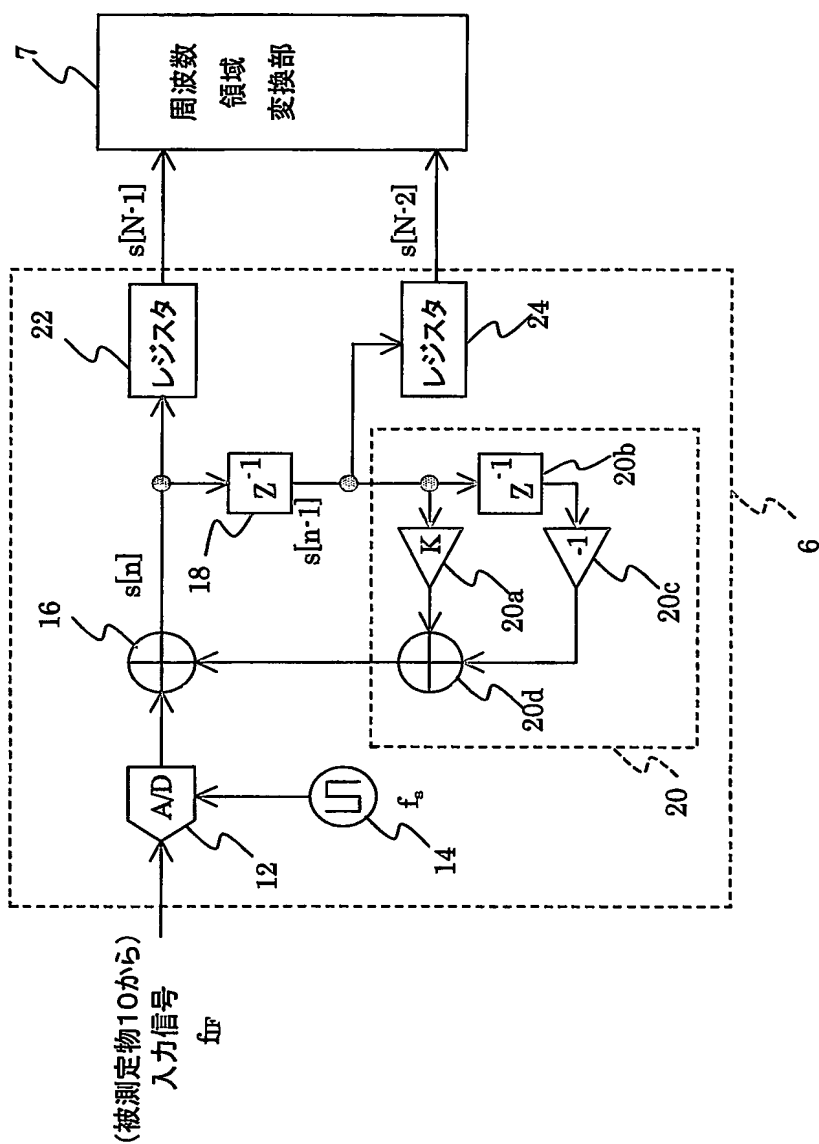 (被測定物10から)
入力信号
fIF
12
A/D
14
fs
16
s[n]
18
Z-1
s[n-1]
20
20a
K
20b
Z-1
20c
-1
20d
22
レジスタ
s[N-1]
24
レジスタ
s[N-2]
6
7
周波数
領域
変換部